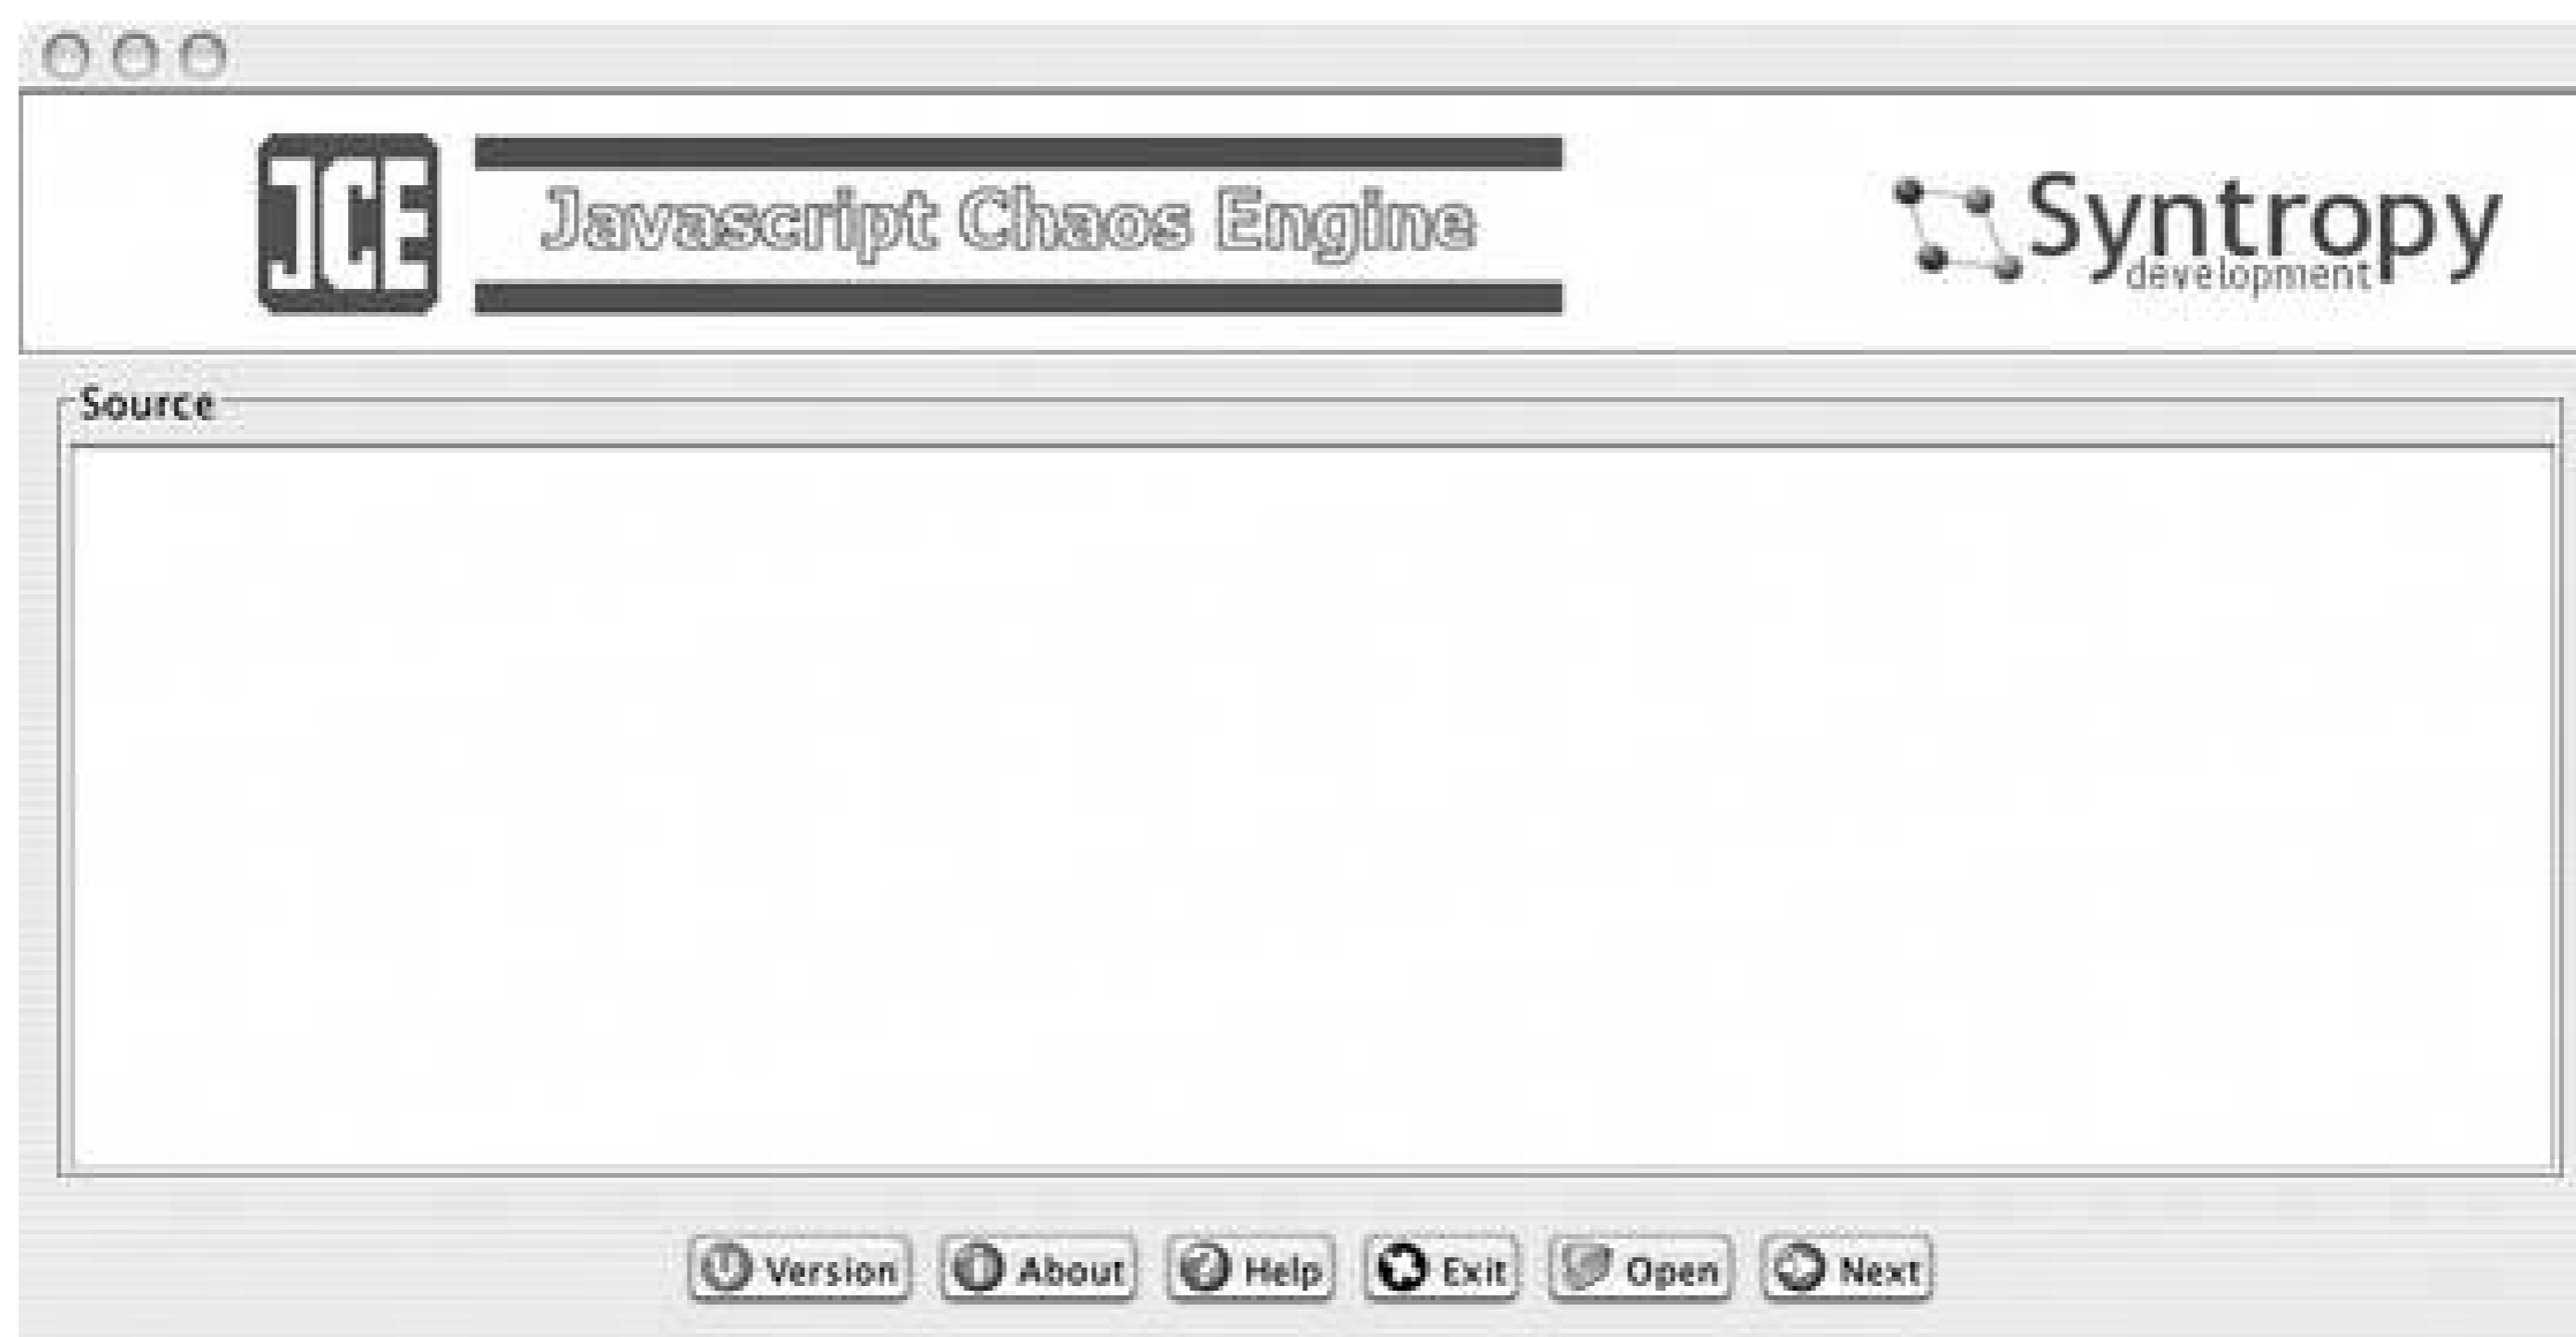 JCE
Javascript Chaos Engine
Syntropy
development
Source
Version About Help Exit Open Next